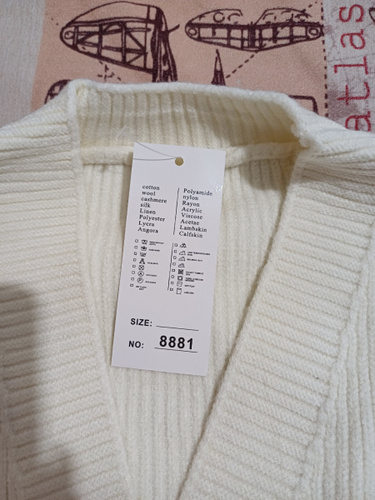 atlas
cotton
wool
cashmere
silk
Linen
Polyester
Lycra
Angora
Polyamide
nylon
Rayon
Acrylic
Viscose
Acetae
Lambskin
Calfskin
SIZE:
NO: 8881